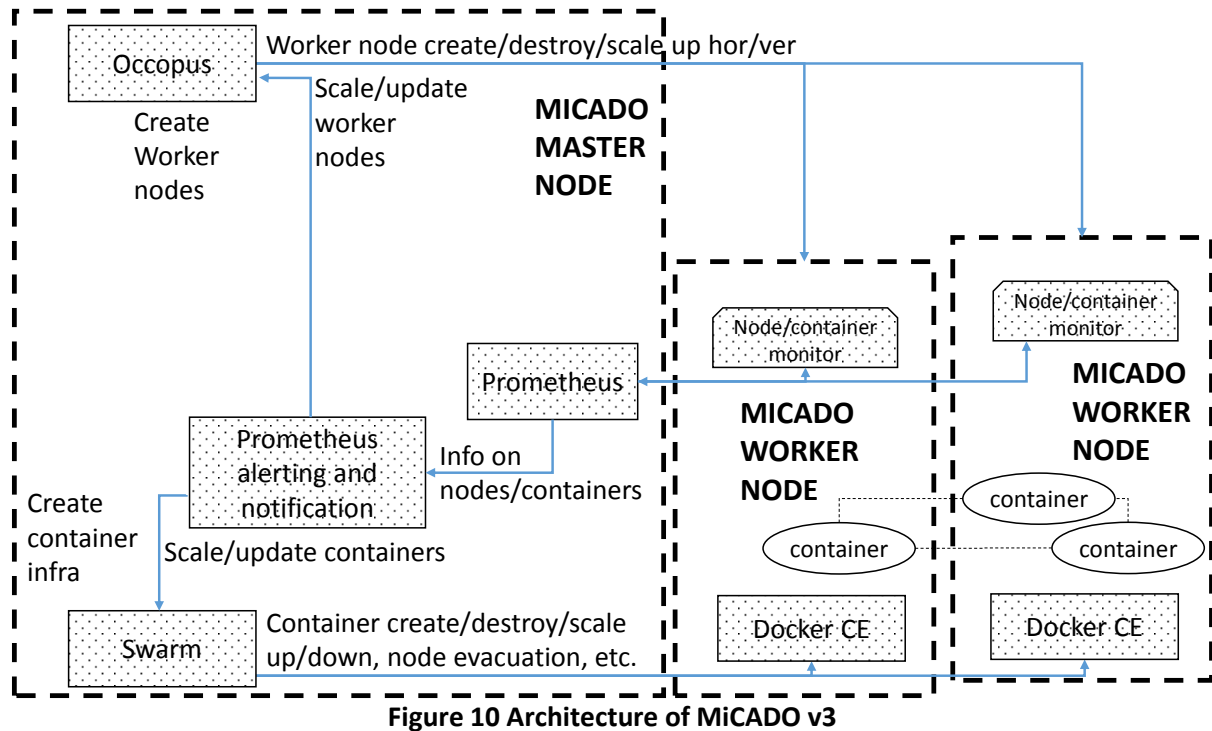 Occopus
Worker node create/destroy/scale up hor/ver
Scale/update
worker
nodes
Create
Worker
nodes
MICADO
MASTER
NODE
Node/container
monitor
Node/container
monitor
Prometheus
MICADO
WORKER
NODE
MICADO
WORKER
NODE
Prometheus
alerting and
notification
Info on
nodes/containers
Create
container
infra
Scale/update containers
container
container
container
Swarm
Container create/destroy/scale
up/down, node evacuation, etc.
Docker CE
Docker CE
Figure 10 Architecture of MiCADO v3